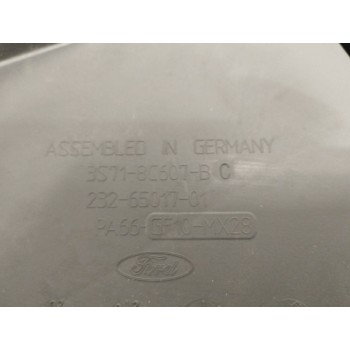 ASSEMBLED IN GERMANY
3S71-8C607-B C
232-65017-01
PA66-GF10-MX23
Ford